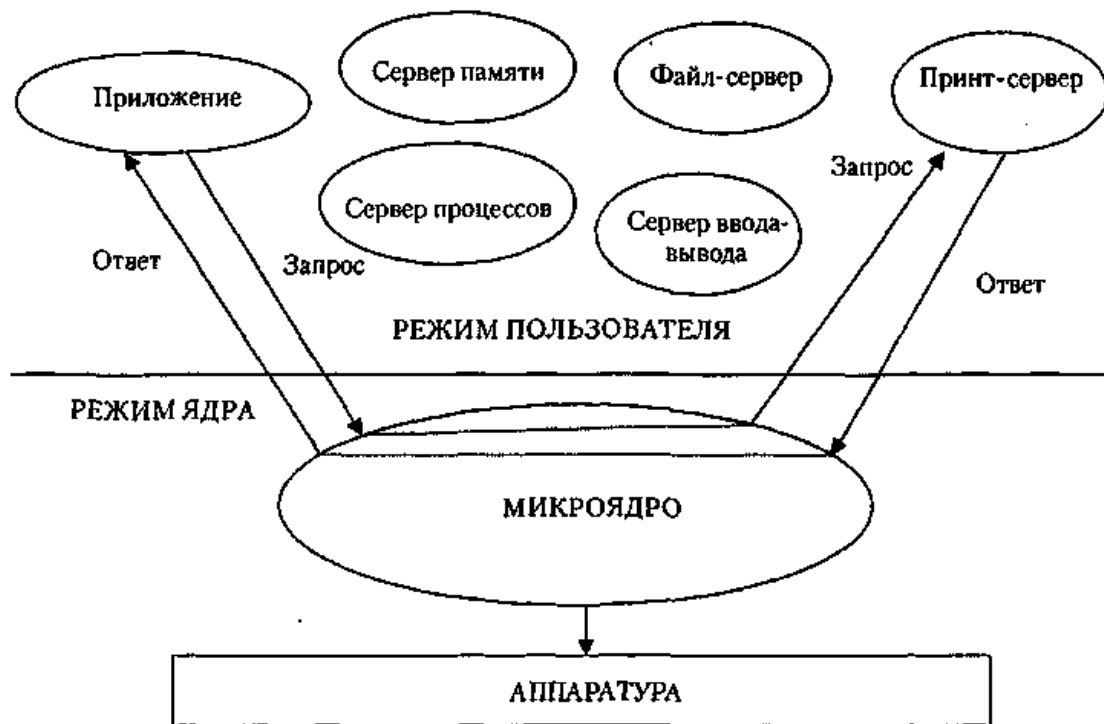 Приложение
Сервер памяти
Файл-сервер
Принт-сервер
Сервер процессов
Сервер ввода-
вывода
Запрос
Ответ
Запрос
Ответ
РЕЖИМ ПОЛЬЗОВАТЕЛЯ
РЕЖИМ ЯДРА
МИКРОЯДРО
АППАРАТУРА